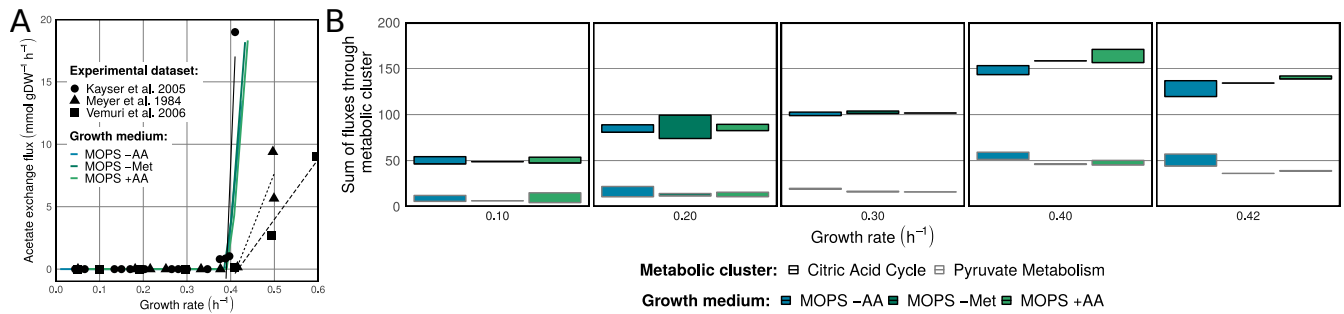 A
Acetate exchange flux (mmol gDW⁻¹ h⁻¹)
20
15
10
5
0
Experimental dataset:
Kayser et al. 2005
Meyer et al. 1984
Vemuri et al. 2006
Growth medium:
MOPS −AA
MOPS −Met
MOPS +AA
0.0 0.1 0.2 0.3 0.4 0.5 0.6
Growth rate (h⁻¹)
B
Sum of fluxes through
metabolic cluster
200
150
100
50
0
0.10 0.20 0.30 0.40 0.42
Growth rate (h⁻¹)
Metabolic cluster: Citric Acid Cycle Pyruvate Metabolism
Growth medium: MOPS −AA MOPS −Met MOPS +AA